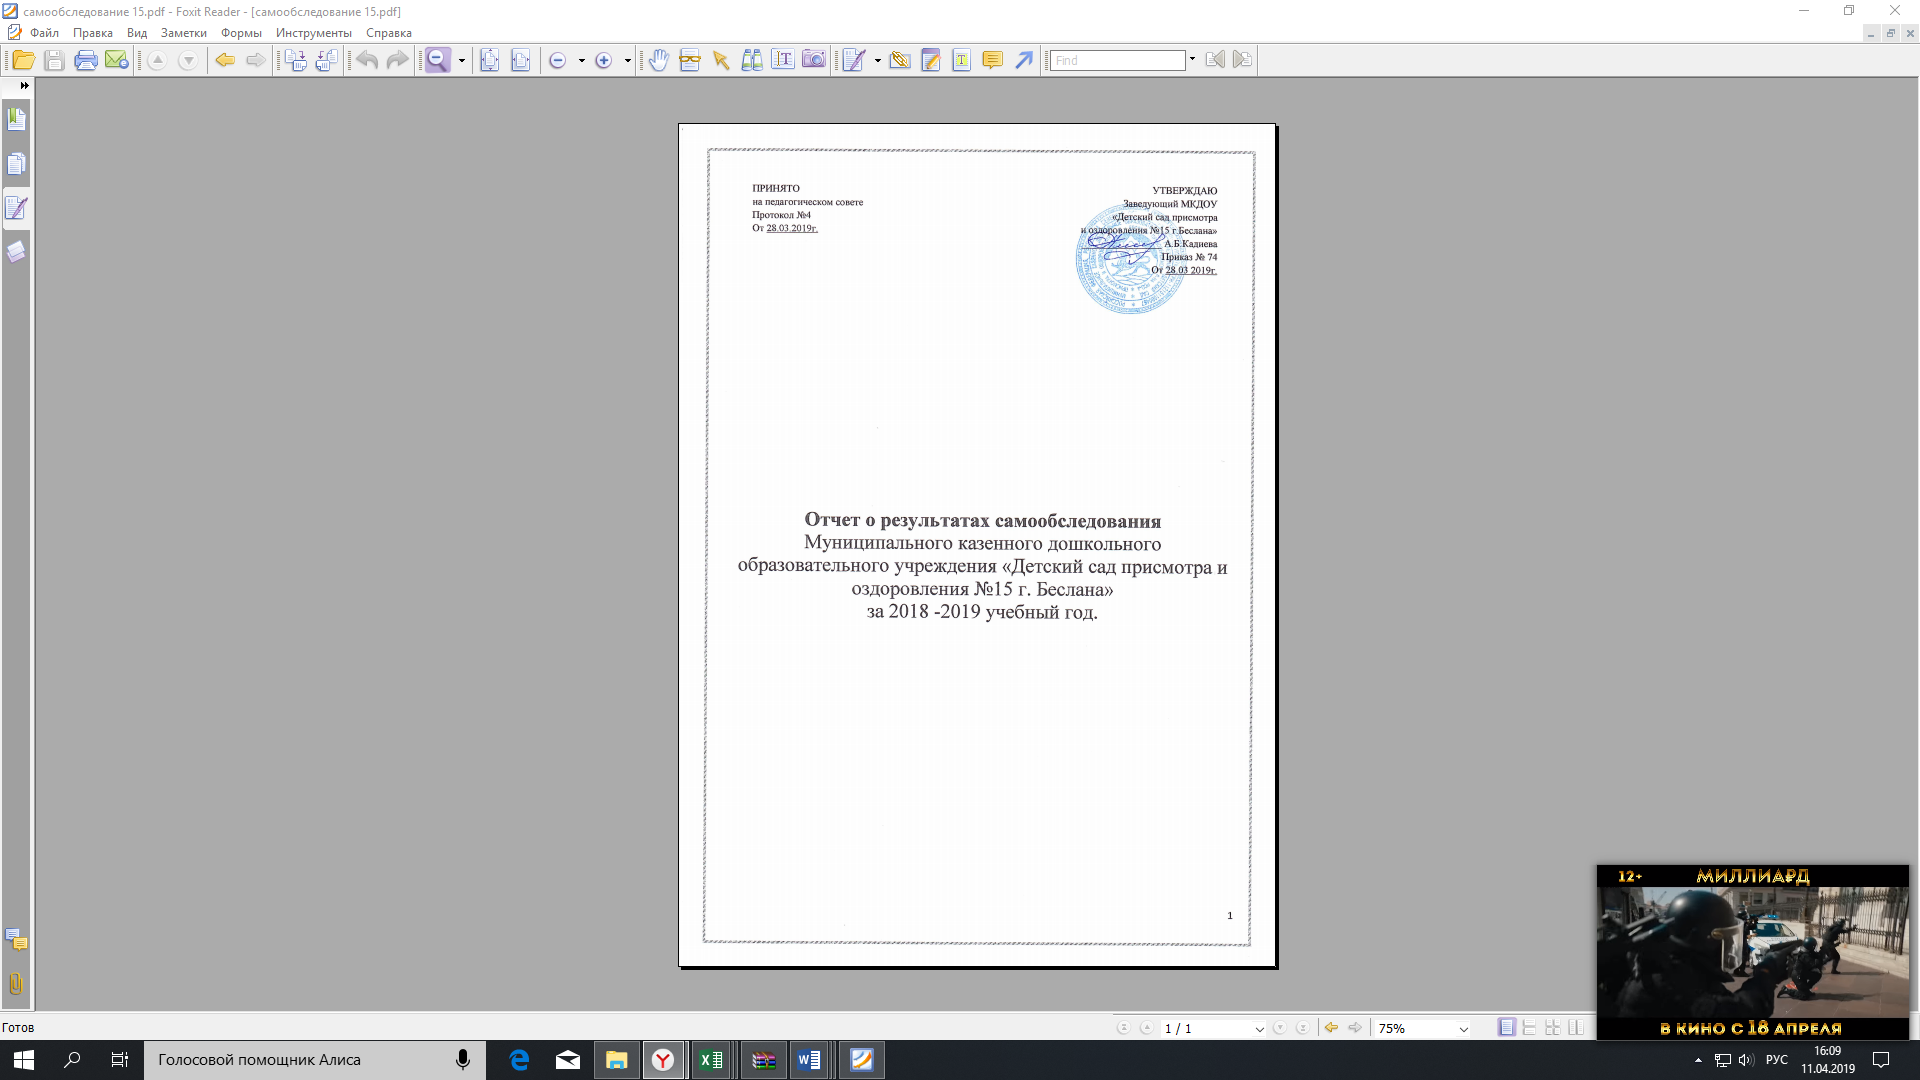 самообследование 15.pdf - Foxit Reader - [самообследование 15.pdf]
Файл Правка Вид Заметки Формы Инструменты Справка
Find
ПРИНЯТО
на педагогическом совете
Протокол №4
От 28.03.2019г.
УТВЕРЖДАЮ
Заведующий МКДОУ
«Детский сад присмотра
и оздоровления №15 г.Беслана»
А.Б.Кадиева
Приказ № 74
От 28.03 2019г.
Отчет о результатах самообследования
Муниципального казенного дошкольного
образовательного учреждения «Детский сад присмотра и
оздоровления №15 г. Беслана»
за 2018 -2019 учебный год.
1
12+ МИЛЛИАРД
В КИНО С 18 АПРЕЛЯ
Готов
1 / 1
75%
Голосовой помощник Алиса
РУС
16:09
11.04.2019